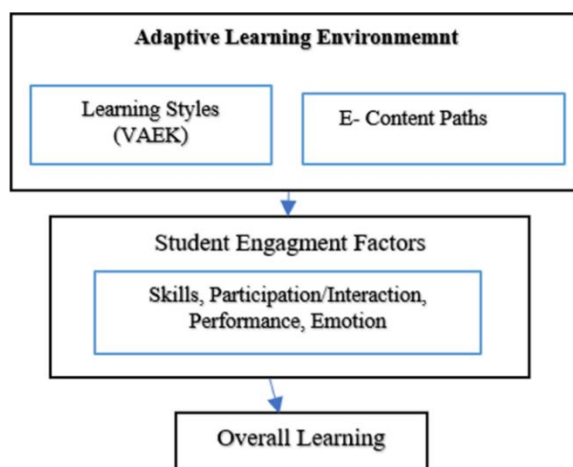 Adaptive Learning Environmemnt
Learning Styles
(VAEK)
E- Content Paths
Student Engagment Factors
Skills, Participation/Interaction,
Performance, Emotion
Overall Learning